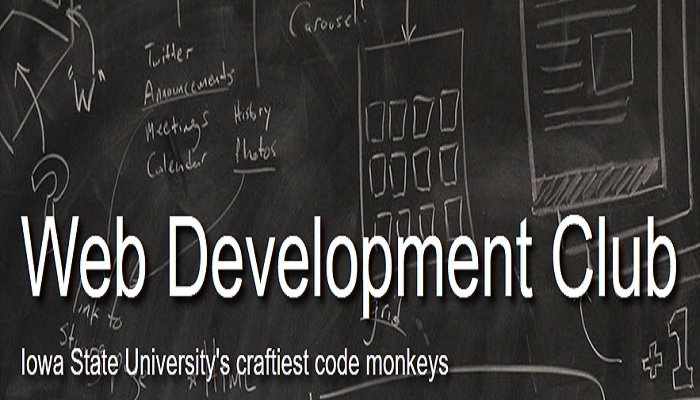 Carousel
"W"
Twitter
Announcements
Meetings
Calendar
History
Photos
Web Development Club
link to
grid
+1
Iowa State University's craftiest code monkeys
HTML